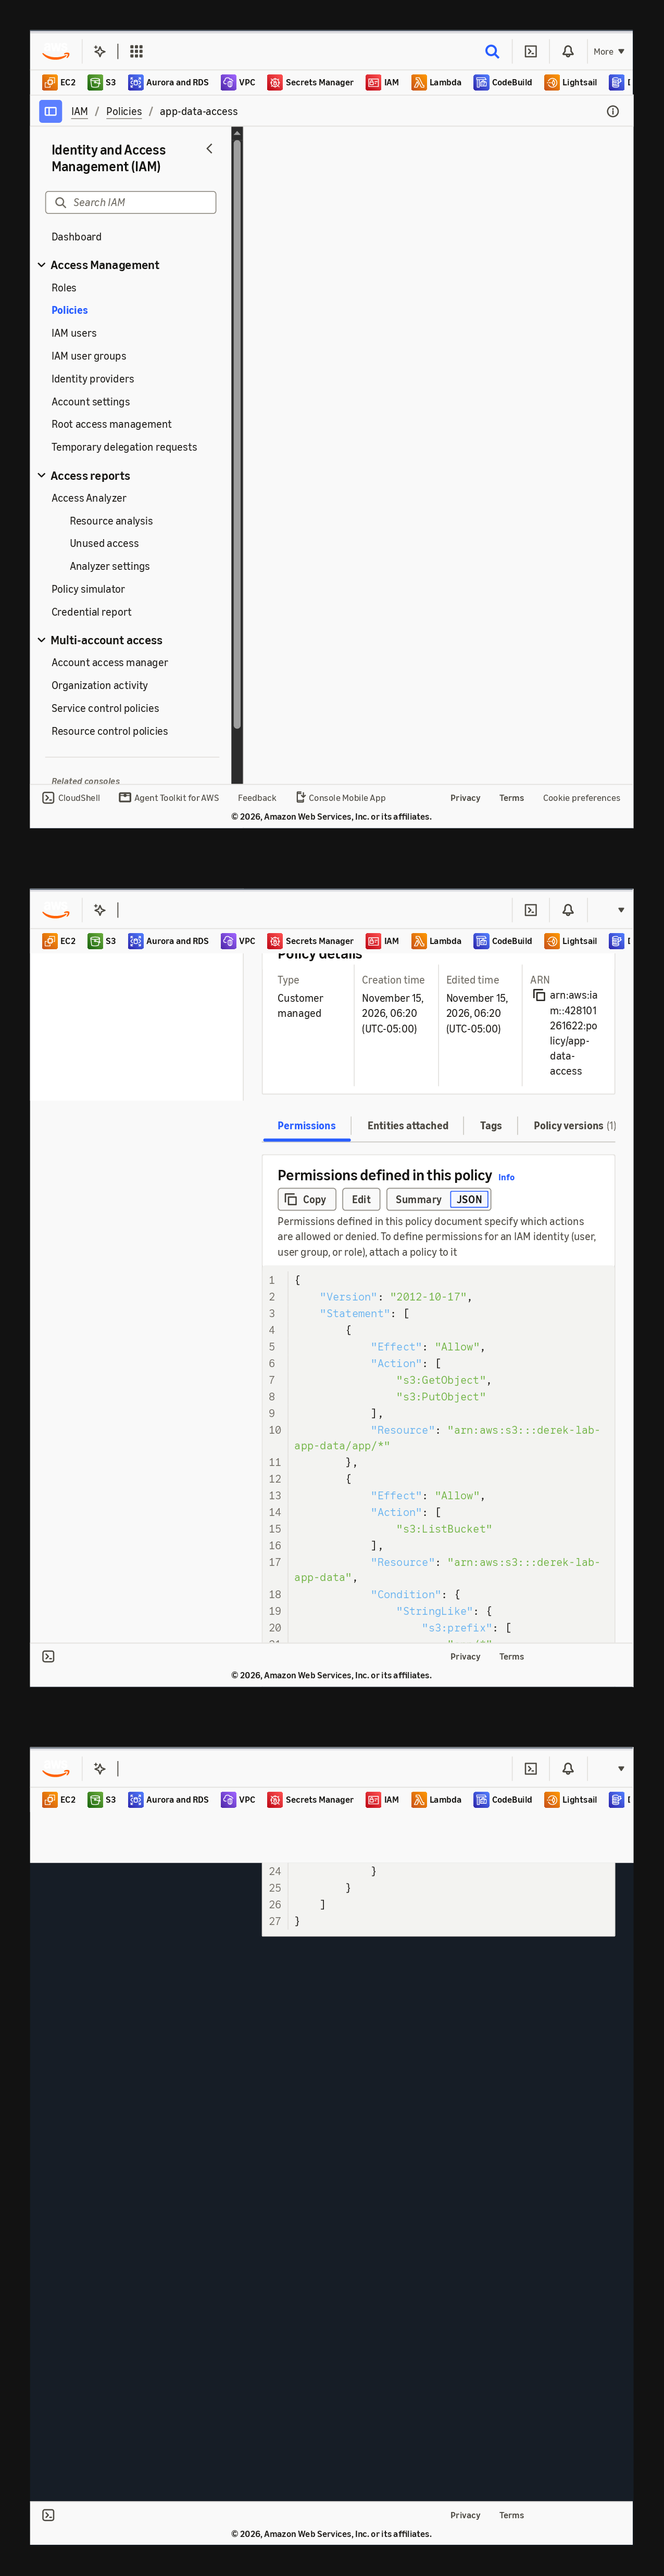 More
EC2 S3 Aurora and RDS VPC Secrets Manager IAM Lambda CodeBuild Lightsail
IAM / Policies / app-data-access
Identity and Access
Management (IAM)
Search IAM
Dashboard
Access Management
Roles
Policies
IAM users
IAM user groups
Identity providers
Account settings
Root access management
Temporary delegation requests
Access reports
Access Analyzer
Resource analysis
Unused access
Analyzer settings
Policy simulator
Credential report
Multi-account access
Account access manager
Organization activity
Service control policies
Resource control policies
Related consoles
CloudShell Agent Toolkit for AWS Feedback Console Mobile App Privacy Terms Cookie preferences
© 2026, Amazon Web Services, Inc. or its affiliates.
EC2 S3 Aurora and RDS VPC Secrets Manager IAM Lambda CodeBuild Lightsail
Policy details
Type
Customer
managed
Creation time
November 15,
2026, 06:20
(UTC-05:00)
Edited time
November 15,
2026, 06:20
(UTC-05:00)
ARN
arn:aws:ia
m::428101
261622:po
licy/app-
data-
access
Permissions Entities attached Tags Policy versions (1)
Permissions defined in this policy Info
Copy Edit Summary JSON
Permissions defined in this policy document specify which actions
are allowed or denied. To define permissions for an IAM identity (user,
user group, or role), attach a policy to it
1 {
2 "Version": "2012-10-17",
3 "Statement": [
4 {
5 "Effect": "Allow",
6 "Action": [
7 "s3:GetObject",
8 "s3:PutObject"
9 ],
10 "Resource": "arn:aws:s3:::derek-lab-
app-data/app/*"
11 },
12 {
13 "Effect": "Allow",
14 "Action": [
15 "s3:ListBucket"
16 ],
17 "Resource": "arn:aws:s3:::derek-lab-
app-data",
18 "Condition": {
19 "StringLike": {
20 "s3:prefix": [
Privacy Terms
© 2026, Amazon Web Services, Inc. or its affiliates.
EC2 S3 Aurora and RDS VPC Secrets Manager IAM Lambda CodeBuild Lightsail
24 }
25 }
26 ]
27 }
Privacy Terms
© 2026, Amazon Web Services, Inc. or its affiliates.